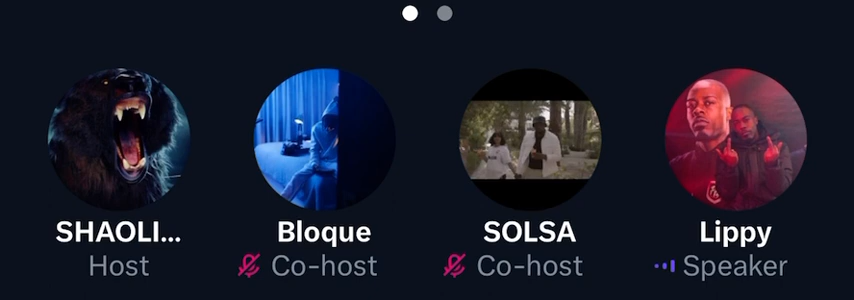 SHAOLI... Bloque SOLSA Lippy
Host Co-host Co-host Speaker